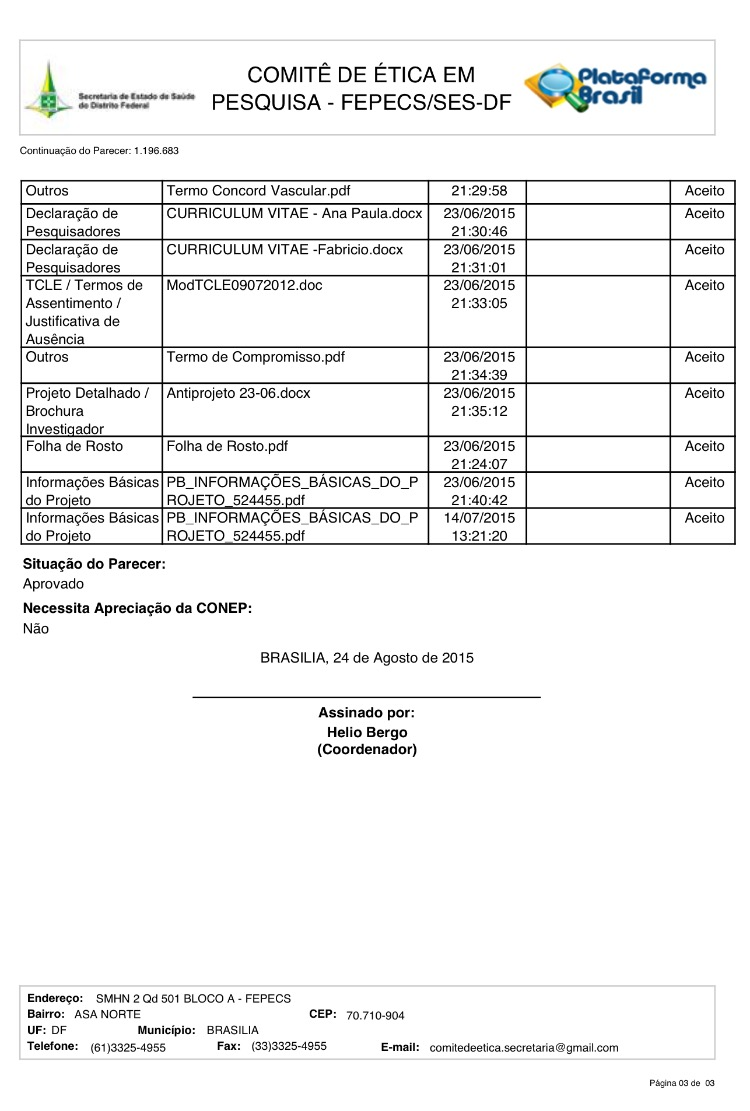 Secretaria de Estado de Saúde
do Distrito Federal
COMITÊ DE ÉTICA EM
PESQUISA - FEPECS/SES-DF
Plataforma
Brasil
Continuação do Parecer: 1.196.683
Outros Termo Concord Vascular.pdf 21:29:58 Aceito
Declaração de CURRICULUM VITAE - Ana Paula.docx 23/06/2015 Aceito
Pesquisadores 21:30:46
Declaração de CURRICULUM VITAE -Fabricio.docx 23/06/2015 Aceito
Pesquisadores 21:31:01
TCLE / Termos de ModTCLE09072012.doc 23/06/2015 Aceito
Assentimento / 21:33:05
Justificativa de
Ausência
Outros Termo de Compromisso.pdf 23/06/2015 Aceito
21:34:39
Projeto Detalhado / Antiprojeto 23-06.docx 23/06/2015 Aceito
Brochura 21:35:12
Investigador
Folha de Rosto Folha de Rosto.pdf 23/06/2015 Aceito
21:24:07
Informações Básicas PB_INFORMAÇÕES_BÁSICAS_DO_P 23/06/2015 Aceito
do Projeto ROJETO_524455.pdf 21:40:42
Informações Básicas PB_INFORMAÇÕES_BÁSICAS_DO_P 14/07/2015 Aceito
do Projeto ROJETO_524455.pdf 13:21:20
Situação do Parecer:
Aprovado
Necessita Apreciação da CONEP:
Não
BRASILIA, 24 de Agosto de 2015
Assinado por:
Helio Bergo
(Coordenador)
Endereço: SMHN 2 Qd 501 BLOCO A - FEPECS
Bairro: ASA NORTE CEP: 70.710-904
UF: DF Município: BRASILIA
Telefone: (61)3325-4955 Fax: (33)3325-4955 E-mail: comitedeetica.secretaria@gmail.com
Página 03 de 03